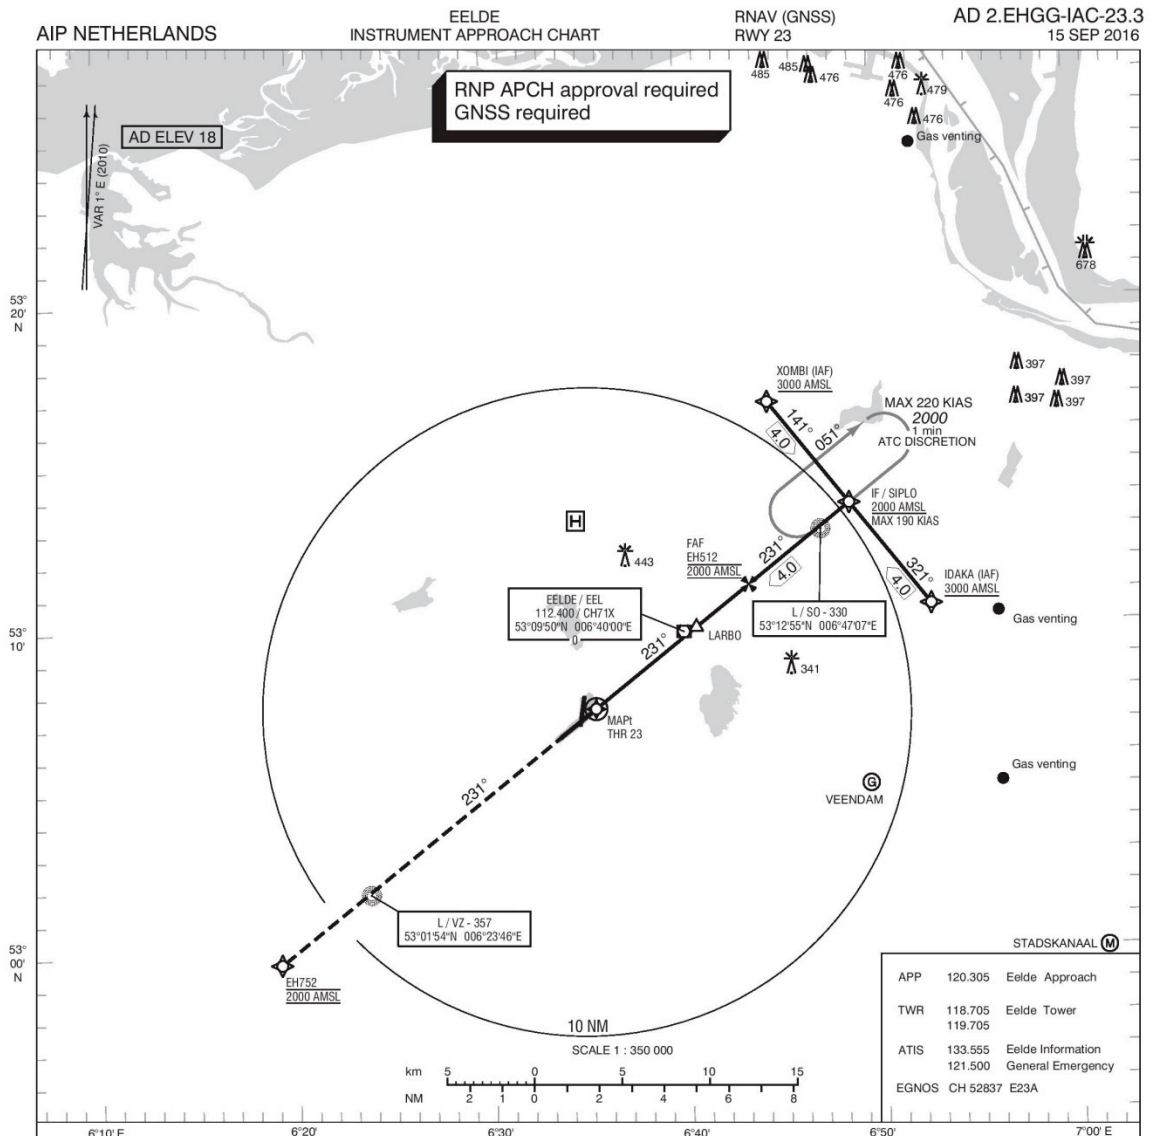 AIP NETHERLANDS
EELDE
INSTRUMENT APPROACH CHART
RNAV (GNSS)
RWY 23
AD 2.EHGG-IAC-23.3
15 SEP 2016
RNP APCH approval required
GNSS required
AD ELEV 18
VAR 1° E (2010)
485
485
476
476
479
476
476
Gas venting
678
53°
20'
N
397
397
397
397
XOMBI (IAF)
3000 AMSL
141°
4.0
051°
MAX 220 KIAS
2000
1 min
ATC DISCRETION
IF / SIPLO
2000 AMSL
MAX 190 KIAS
H
443
FAF
EH512
2000 AMSL
231°
4.0
321°
4.0
IDAKA (IAF)
3000 AMSL
EELDE / EEL
112.400 / CH71X
53°09'50"N 006°40'00"E
0
L / SO - 330
53°12'55"N 006°47'07"E
Gas venting
53°
10'
LARBO
231°
341
MAPt
THR 23
Gas venting
G
VEENDAM
231°
L / VZ - 357
53°01'54"N 006°23'46"E
STADSKANAAL M
53°
00'
N
EH752
2000 AMSL
10 NM
SCALE 1 : 350 000
km 5 0 5 10 15
NM 2 1 0 2 4 6 8
APP 120.305 Eelde Approach
TWR 118.705 Eelde Tower
119.705
ATIS 133.555 Eelde Information
121.500 General Emergency
EGNOS CH 52837 E23A
6°10' E 6°20' 6°30' 6°40' 6°50' 7°00' E